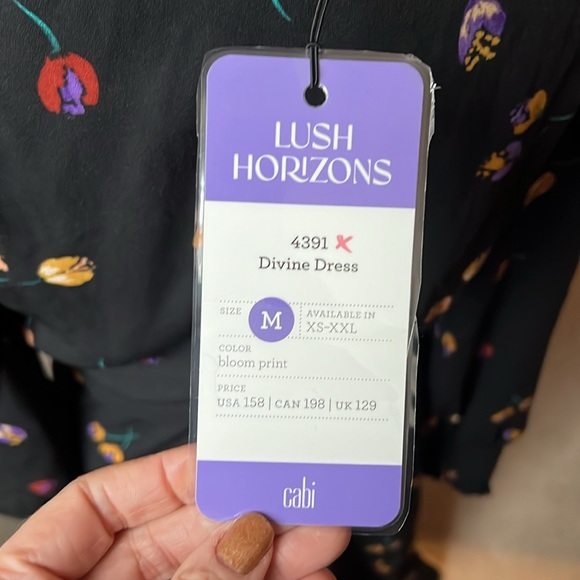 LUSH
HORIZONS
4391
Divine Dress
SIZE
M
AVAILABLE IN
XS-XXL
COLOR
bloom print
PRICE
USA 158 | CAN 198 | UK 129
cabi